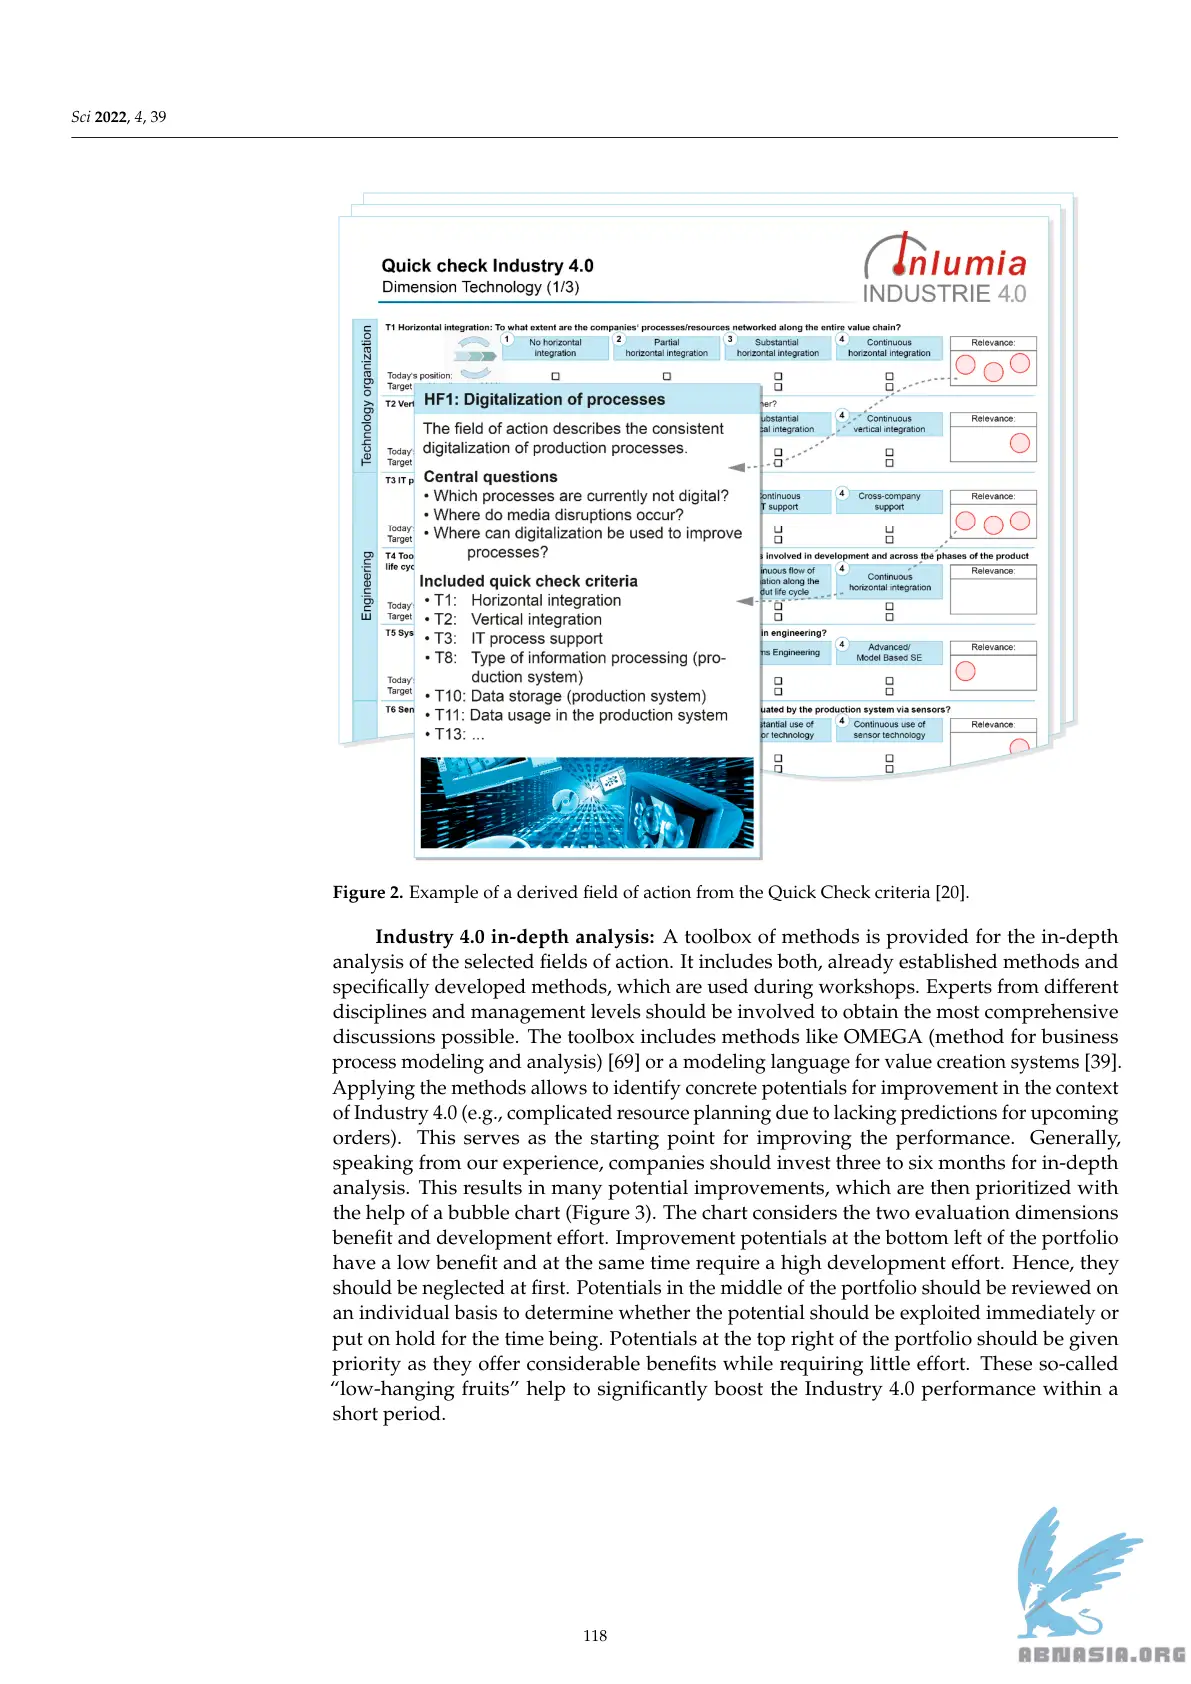 Sci 2022, 4, 39
Quick check Industry 4.0
Dimension Technology (1/3)
Inlumia
INDUSTRIE 4.0
Technology organization
T1 Horizontal integration: To what extent are the companies' processes/resources networked along the entire value chain?
1 No horizontal integration
2 Partial horizontal integration
3 Substantial horizontal integration
4 Continuous horizontal integration
Relevance:
Today's position:
Target
T2 Vert
her?
ubstantial
cal integration
4 Continuous vertical integration
Relevance:
Today'
Target
T3 IT p
ontinuous
T support
4 Cross-company support
Relevance:
Today'
Target
Engineering
T4 Too
s involved in development and across the phases of the product
life cyc
inuous flow of
ation along the
dut life cycle
4 Continuous horizontal integration
Relevance:
Today'
Target
T5 Sys
in engineering?
ms Engineering
4 Advanced/ Model Based SE
Relevance:
Today'
Target
T6 Sen
uated by the production system via sensors?
stantial use of
or technology
4 Continuous use of sensor technology
Relevance:
HF1: Digitalization of processes
The field of action describes the consistent
digitalization of production processes.
Central questions
• Which processes are currently not digital?
• Where do media disruptions occur?
• Where can digitalization be used to improve
processes?
Included quick check criteria
• T1: Horizontal integration
• T2: Vertical integration
• T3: IT process support
• T8: Type of information processing (pro-
duction system)
• T10: Data storage (production system)
• T11: Data usage in the production system
• T13: ...
Figure 2. Example of a derived field of action from the Quick Check criteria [20].
Industry 4.0 in-depth analysis: A toolbox of methods is provided for the in-depth
analysis of the selected fields of action. It includes both, already established methods and
specifically developed methods, which are used during workshops. Experts from different
disciplines and management levels should be involved to obtain the most comprehensive
discussions possible. The toolbox includes methods like OMEGA (method for business
process modeling and analysis) [69] or a modeling language for value creation systems [39].
Applying the methods allows to identify concrete potentials for improvement in the context
of Industry 4.0 (e.g., complicated resource planning due to lacking predictions for upcoming
orders). This serves as the starting point for improving the performance. Generally,
speaking from our experience, companies should invest three to six months for in-depth
analysis. This results in many potential improvements, which are then prioritized with
the help of a bubble chart (Figure 3). The chart considers the two evaluation dimensions
benefit and development effort. Improvement potentials at the bottom left of the portfolio
have a low benefit and at the same time require a high development effort. Hence, they
should be neglected at first. Potentials in the middle of the portfolio should be reviewed on
an individual basis to determine whether the potential should be exploited immediately or
put on hold for the time being. Potentials at the top right of the portfolio should be given
priority as they offer considerable benefits while requiring little effort. These so-called
“low-hanging fruits” help to significantly boost the Industry 4.0 performance within a
short period.
118
ABNASIA.ORG